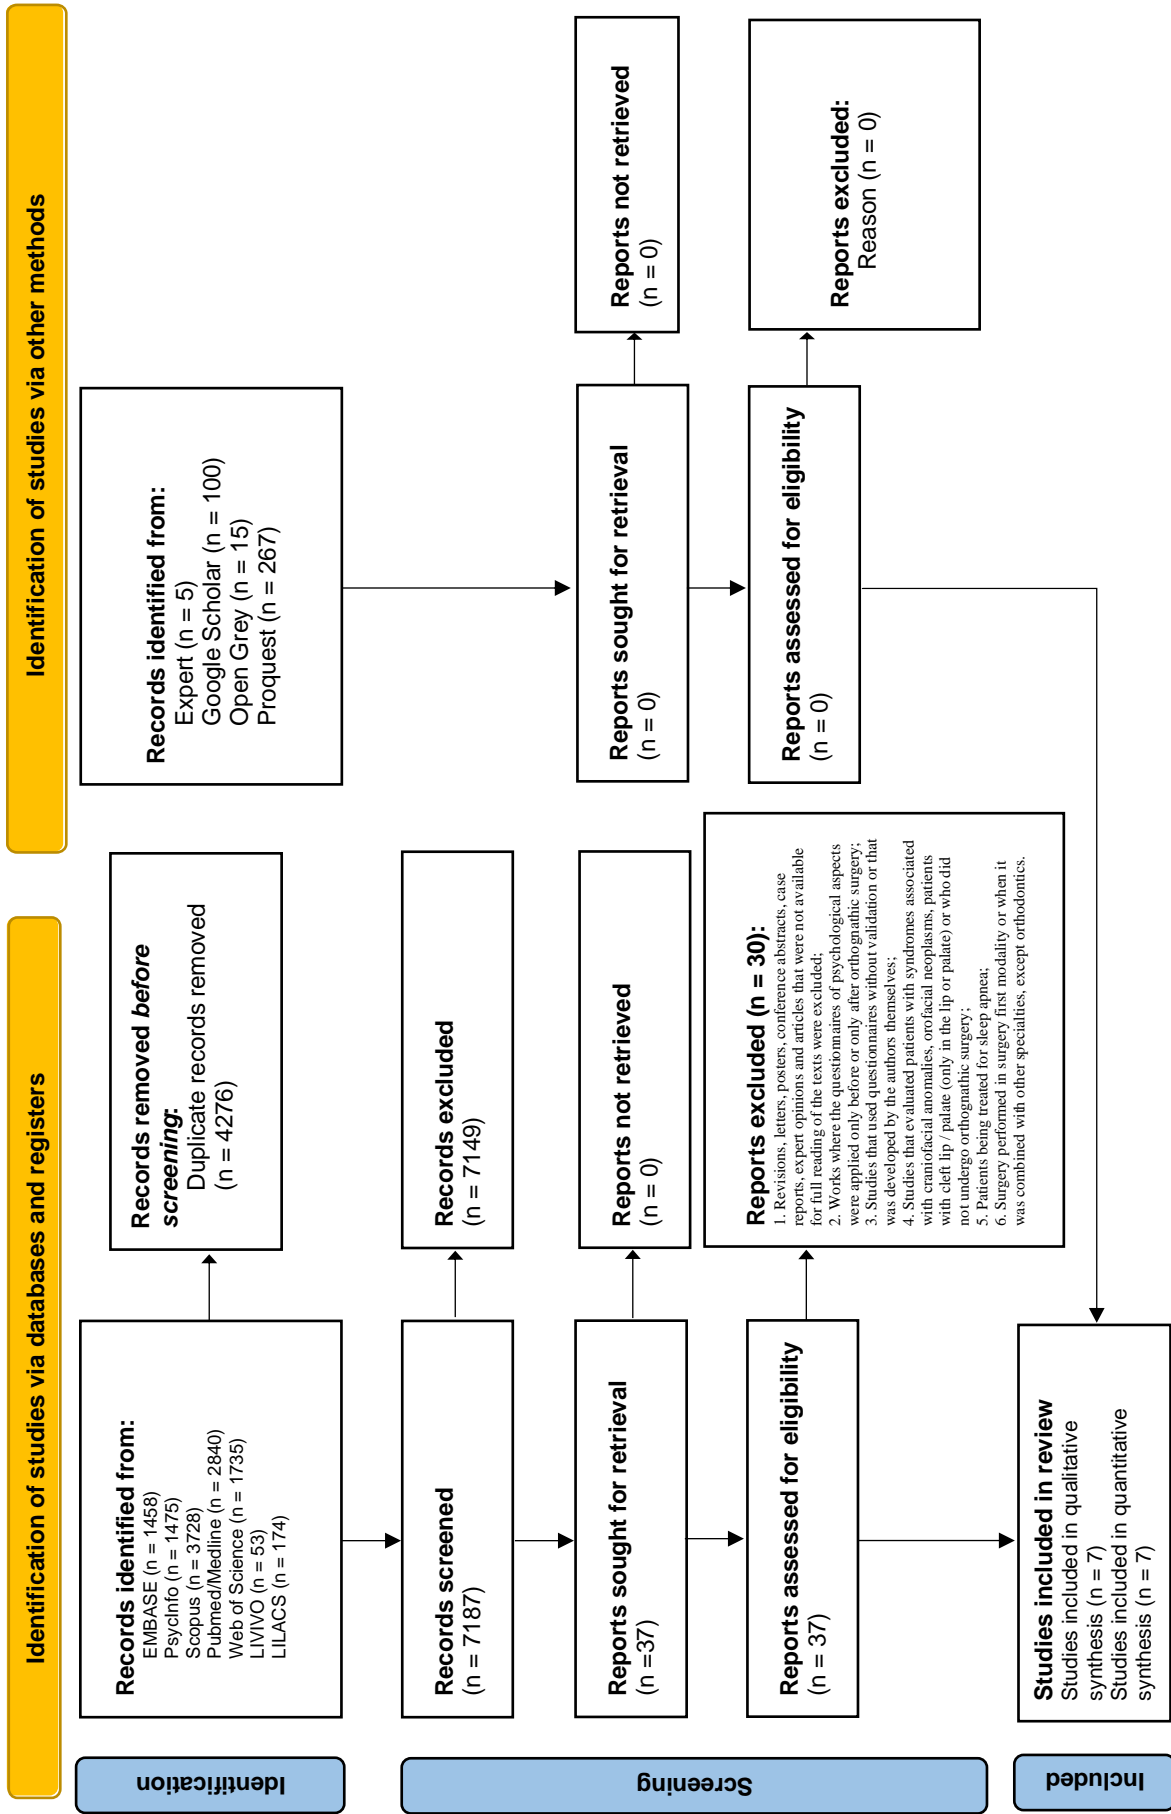 Identification of studies via databases and registers
Identification of studies via other methods
Identification
Records identified from:
EMBASE (n = 1458)
PsycInfo (n = 1475)
Scopus (n = 3728)
Pubmed/Medline (n = 2840)
Web of Science (n = 1735)
LIVIVO (n = 53)
LILACS (n = 174)
Records removed before
screening:
Duplicate records removed
(n = 4276)
Records identified from:
Expert (n = 5)
Google Scholar (n = 100)
Open Grey (n = 15)
Proquest (n = 267)
Screening
Records screened
(n = 7187)
Records excluded
(n = 7149)
Reports sought for retrieval
(n =37)
Reports not retrieved
(n = 0)
Reports sought for retrieval
(n = 0)
Reports not retrieved
(n = 0)
Reports assessed for eligibility
(n = 37)
Reports excluded (n = 30):
1. Revisions, letters, posters, conference abstracts, case
reports, expert opinions and articles that were not available
for full reading of the texts were excluded;
2. Works where the questionnaires of psychological aspects
were applied only before or only after orthognathic surgery;
3. Studies that used questionnaires without validation or that
was developed by the authors themselves;
4. Studies that evaluated patients with syndromes associated
with craniofacial anomalies, orofacial neoplasms, patients
with cleft lip / palate (only in the lip or palate) or who did
not undergo orthognathic surgery;
5. Patients being treated for sleep apnea;
6. Surgery performed in surgery first modality or when it
was combined with other specialties, except orthodontics.
Reports assessed for eligibility
(n = 0)
Reports excluded:
Reason (n = 0)
Included
Studies included in review
Studies included in qualitative
synthesis (n = 7)
Studies included in quantitative
synthesis (n = 7)